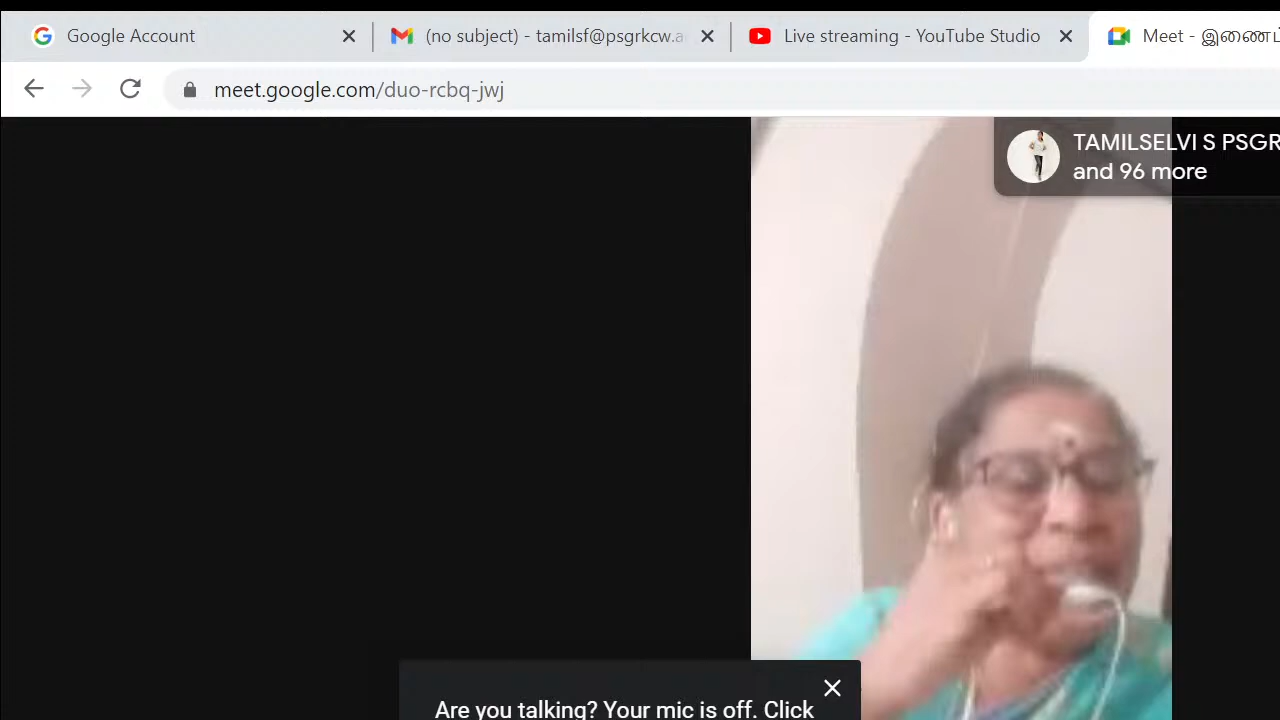 Google Account
(no subject) - tamilsf@psgrkcw.a
Live streaming - YouTube Studio
Meet - இணைப்
meet.google.com/duo-rcbq-jwj
TAMILSELVI S PSGR
and 96 more
Are you talking? Your mic is off. Click